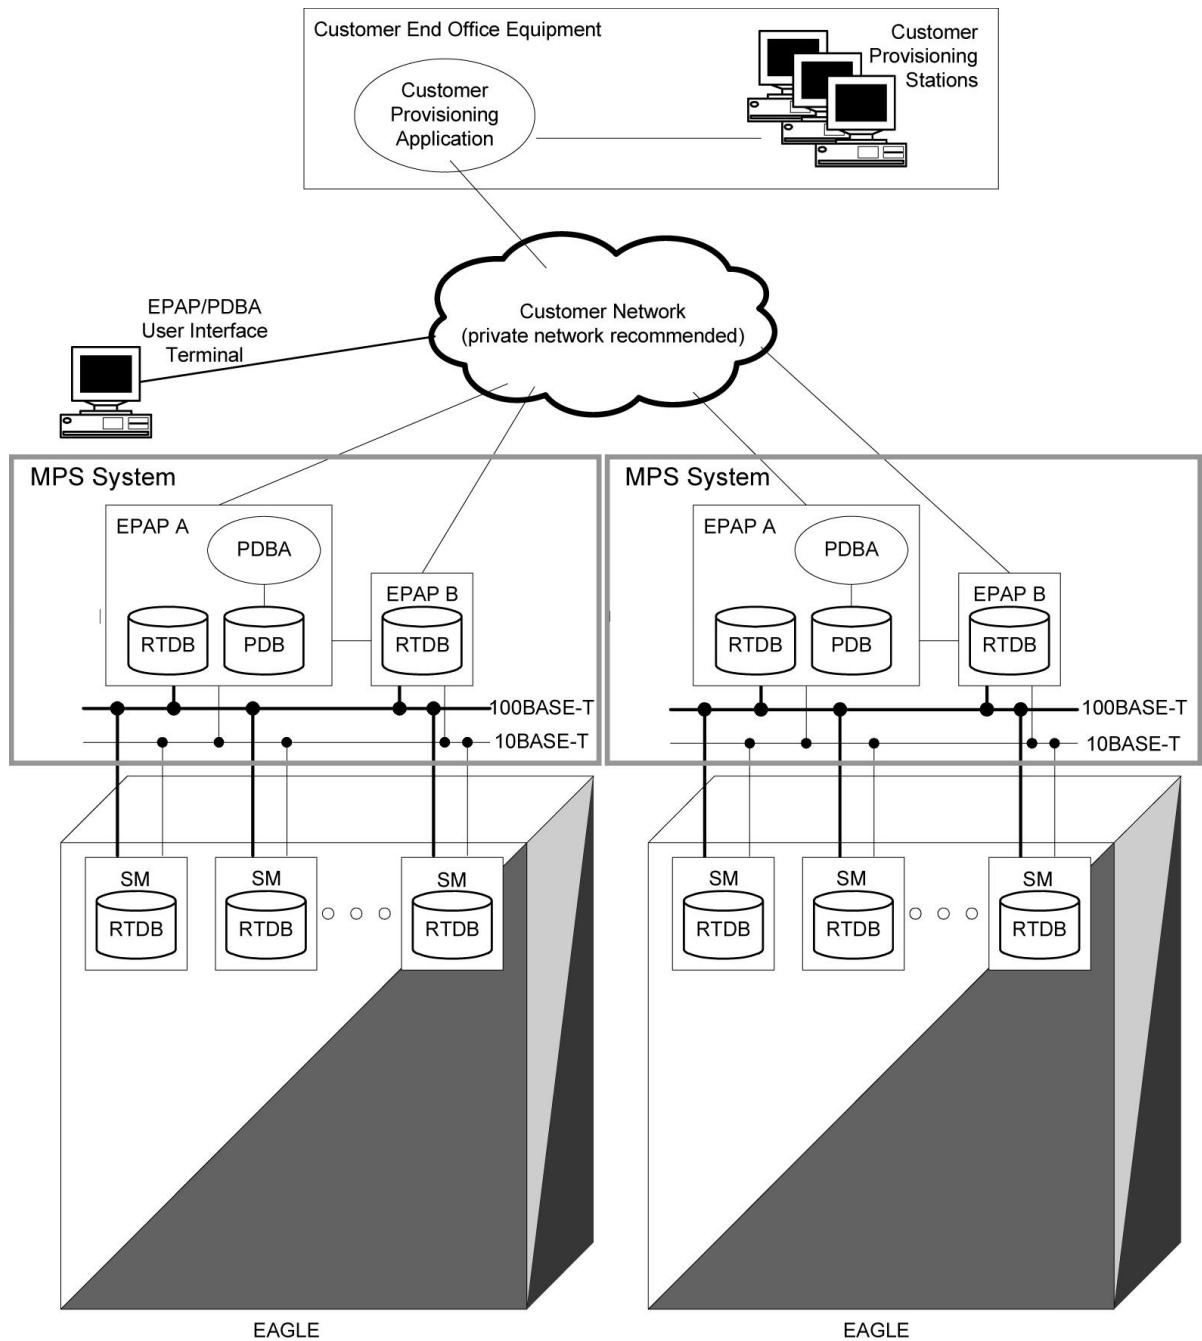 Customer End Office Equipment
Customer
Provisioning
Stations
Customer
Provisioning
Application
Customer Network
(private network recommended)
EPAP/PDBA
User Interface
Terminal
MPS System
EPAP A
PDBA
EPAP B
RTDB
PDB
RTDB
100BASE-T
10BASE-T
SM
RTDB
SM
RTDB
SM
RTDB
EAGLE
MPS System
EPAP A
PDBA
EPAP B
RTDB
PDB
RTDB
100BASE-T
10BASE-T
SM
RTDB
SM
RTDB
SM
RTDB
EAGLE